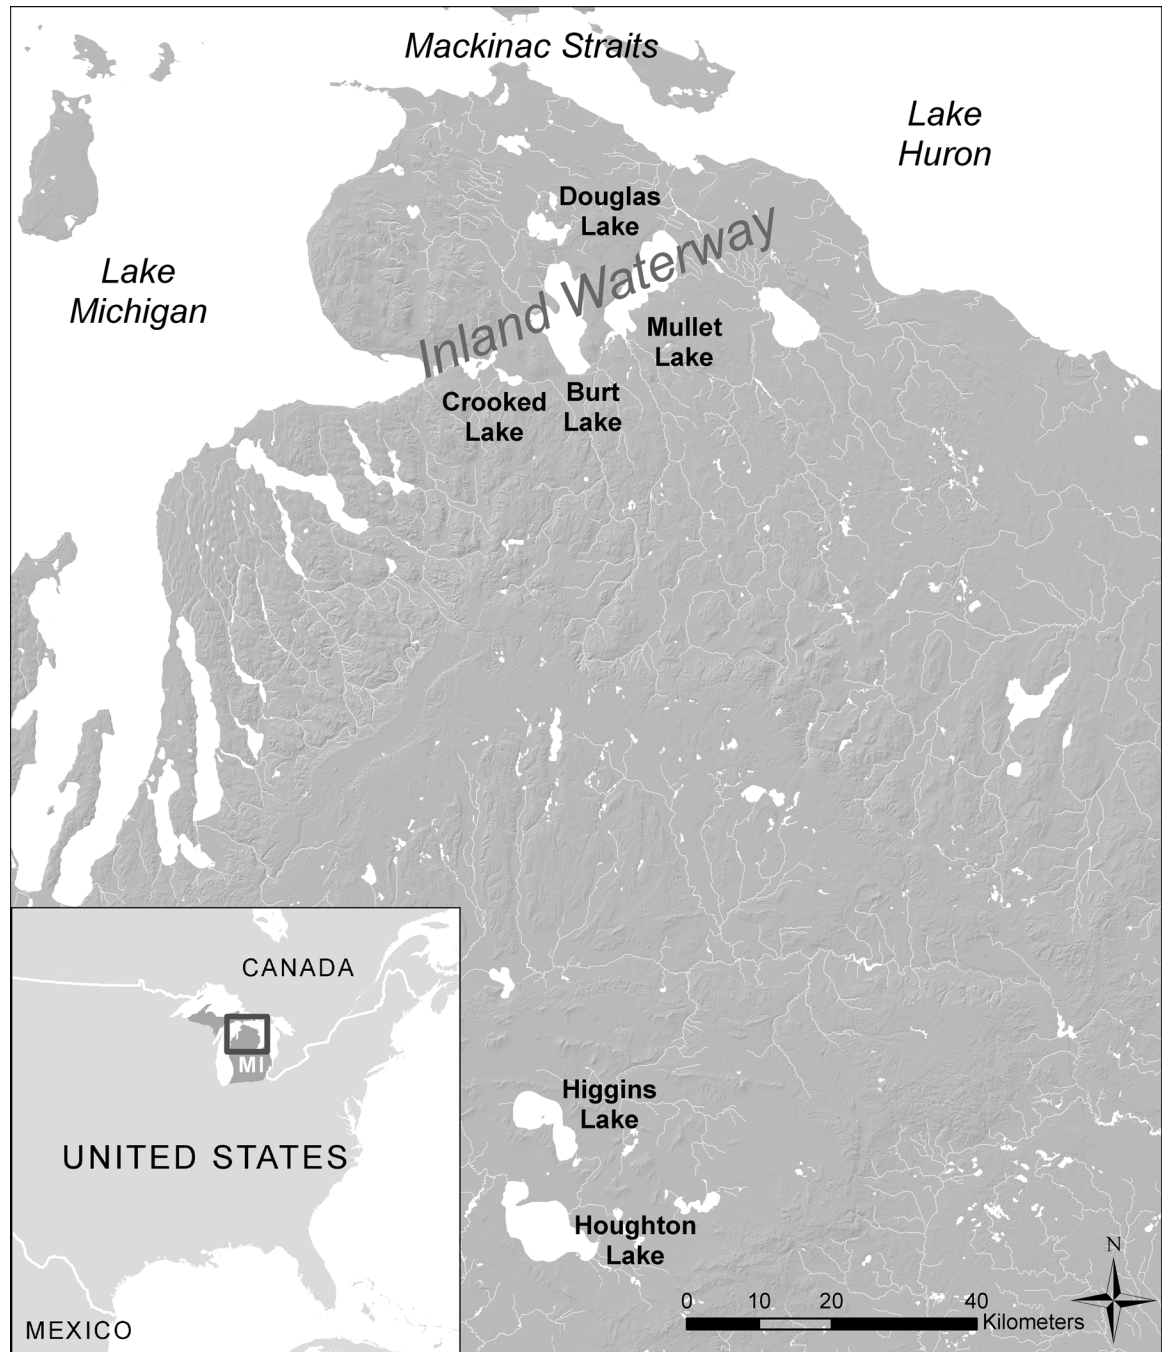 Mackinac Straits
Lake
Huron
Douglas
Lake
Lake
Michigan
Inland Waterway
Mullet
Lake
Crooked
Lake
Burt
Lake
CANADA
MI
UNITED STATES
MEXICO
Higgins
Lake
Houghton
Lake
N
0 10 20 40
Kilometers